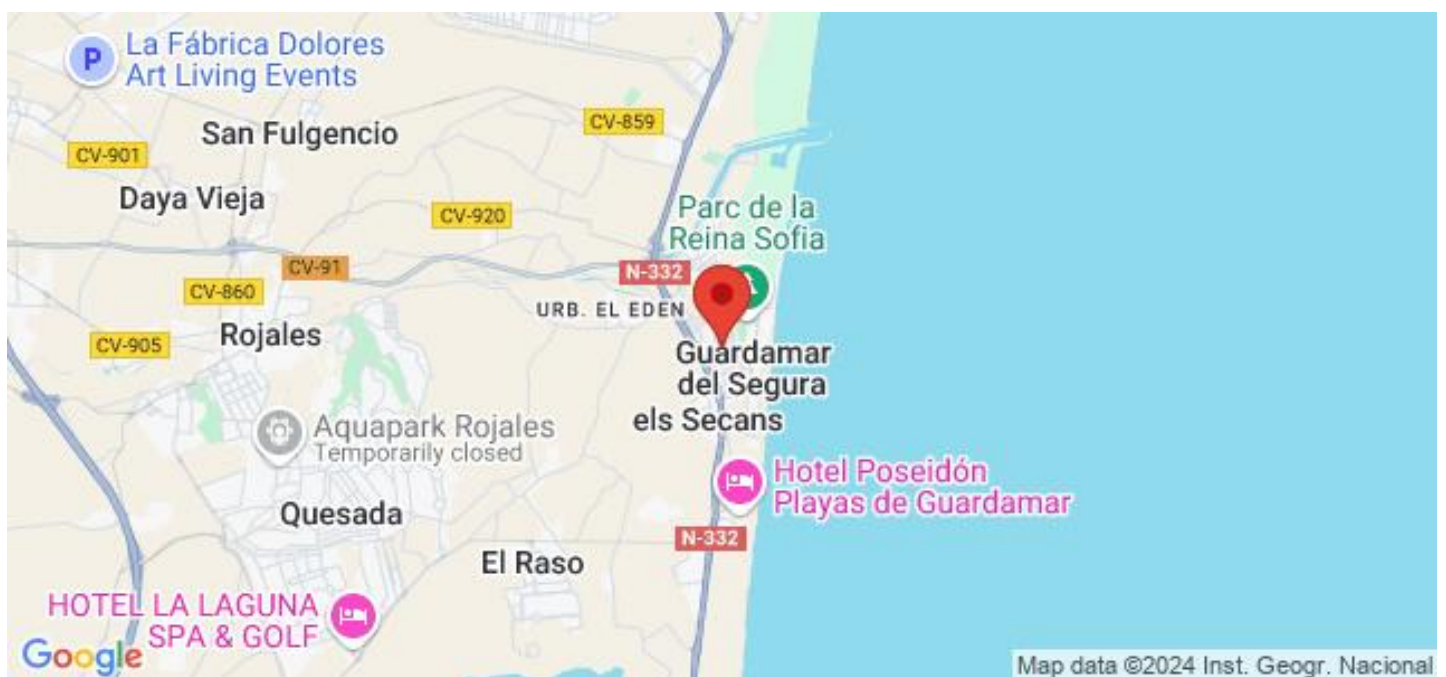 La Fábrica Dolores
Art Living Events
P
San Fulgencio
CV-859
CV-901
Daya Vieja
CV-920
Parc de la
Reina Sofia
CV-91
N-332
CV-860
URB. EL EDEN
Rojales
CV-905
Guardamar
del Segura
els Secans
Aquapark Rojales
Temporarily closed
Hotel Poseidón
Playas de Guardamar
Quesada
N-332
El Raso
HOTEL LA LAGUNA
SPA & GOLF
Google
Map data ©2024 Inst. Geogr. Nacional